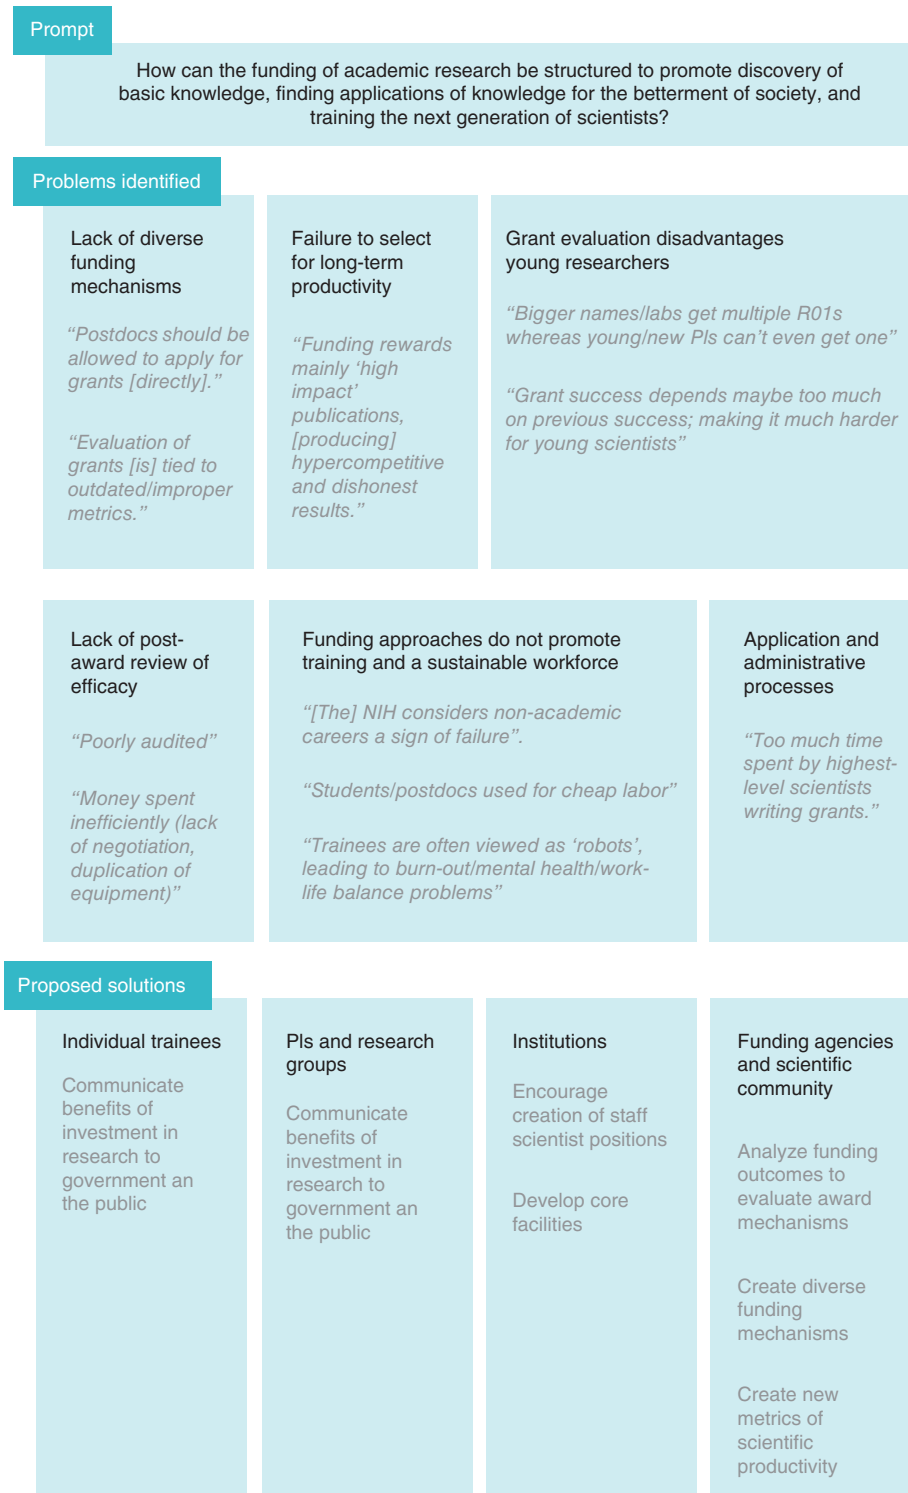 Prompt
How can the funding of academic research be structured to promote discovery of
basic knowledge, finding applications of knowledge for the betterment of society, and
training the next generation of scientists?
Problems identified
Lack of diverse
funding
mechanisms
“Postdocs should be
allowed to apply for
grants [directly].”
“Evaluation of
grants [is] tied to
outdated/improper
metrics.”
Failure to select
for long-term
productivity
“Funding rewards
mainly ‘high
impact’
publications,
[producing]
hypercompetitive
and dishonest
results.”
Grant evaluation disadvantages
young researchers
“Bigger names/labs get multiple R01s
whereas young/new PIs can’t even get one”
“Grant success depends maybe too much
on previous success; making it much harder
for young scientists”
Lack of post-
award review of
efficacy
“Poorly audited”
“Money spent
inefficiently (lack
of negotiation,
duplication of
equipment)”
Funding approaches do not promote
training and a sustainable workforce
“[The] NIH considers non-academic
careers a sign of failure”.
“Students/postdocs used for cheap labor”
“Trainees are often viewed as ‘robots’,
leading to burn-out/mental health/work-
life balance problems”
Application and
administrative
processes
“Too much time
spent by highest-
level scientists
writing grants.”
Proposed solutions
Individual trainees
Communicate
benefits of
investment in
research to
government an
the public
PIs and research
groups
Communicate
benefits of
investment in
research to
government an
the public
Institutions
Encourage
creation of staff
scientist positions
Develop core
facilities
Funding agencies
and scientific
community
Analyze funding
outcomes to
evaluate award
mechanisms
Create diverse
funding
mechanisms
Create new
metrics of
scientific
productivity